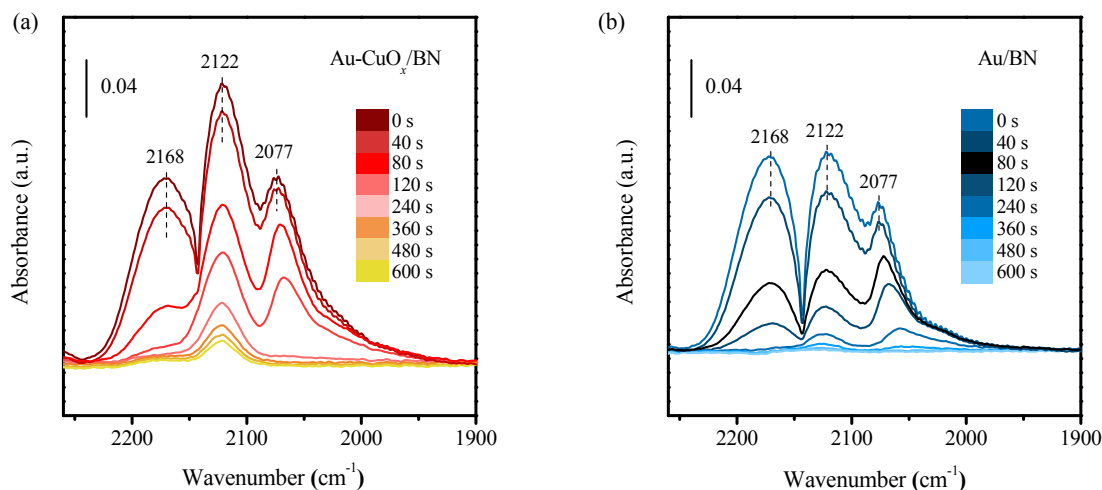 (a)
Au-CuOx/BN
0.04
2122
2168
2077
0 s
40 s
80 s
120 s
240 s
360 s
480 s
600 s
Absorbance (a.u.)
2200
2100
2000
1900
Wavenumber (cm-1)
(b)
Au/BN
0.04
2168
2122
2077
0 s
40 s
80 s
120 s
240 s
360 s
480 s
600 s
Absorbance (a.u.)
2200
2100
2000
1900
Wavenumber (cm-1)